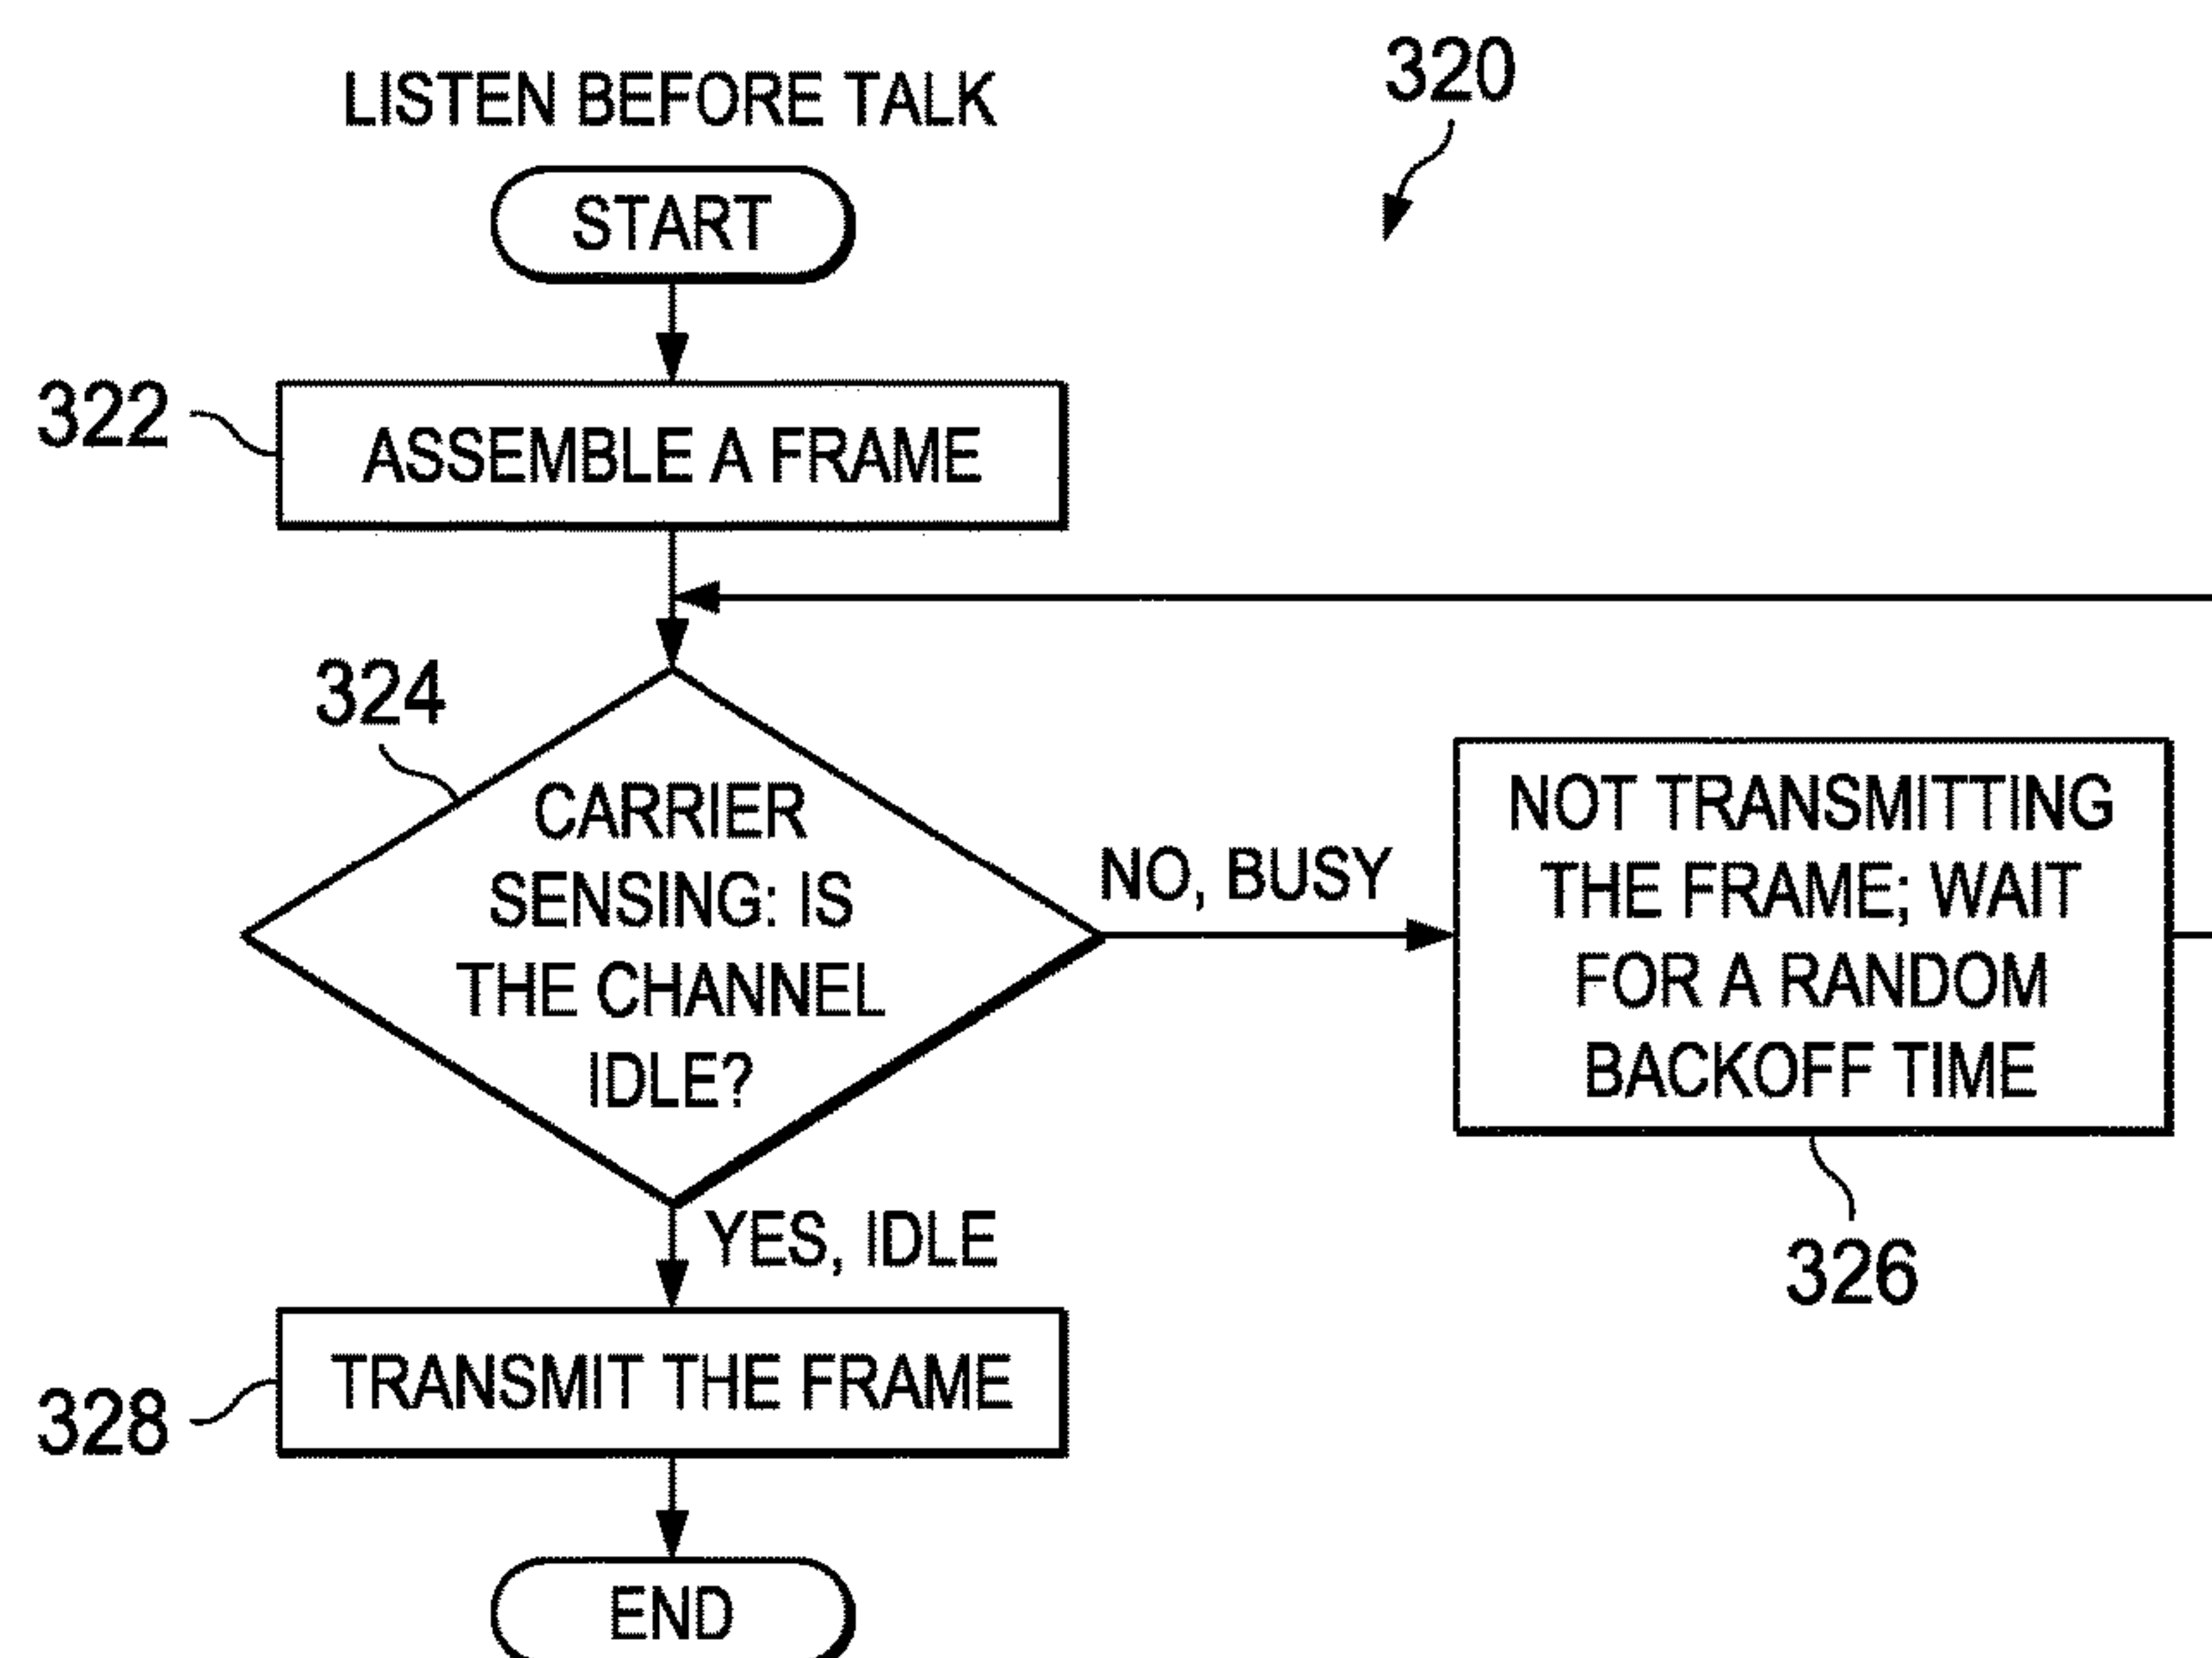 LISTEN BEFORE TALK
320
START
322
ASSEMBLE A FRAME
324
CARRIER
SENSING: IS
THE CHANNEL
IDLE?
NO, BUSY
NOT TRANSMITTING
THE FRAME; WAIT
FOR A RANDOM
BACKOFF TIME
326
YES, IDLE
328
TRANSMIT THE FRAME
END